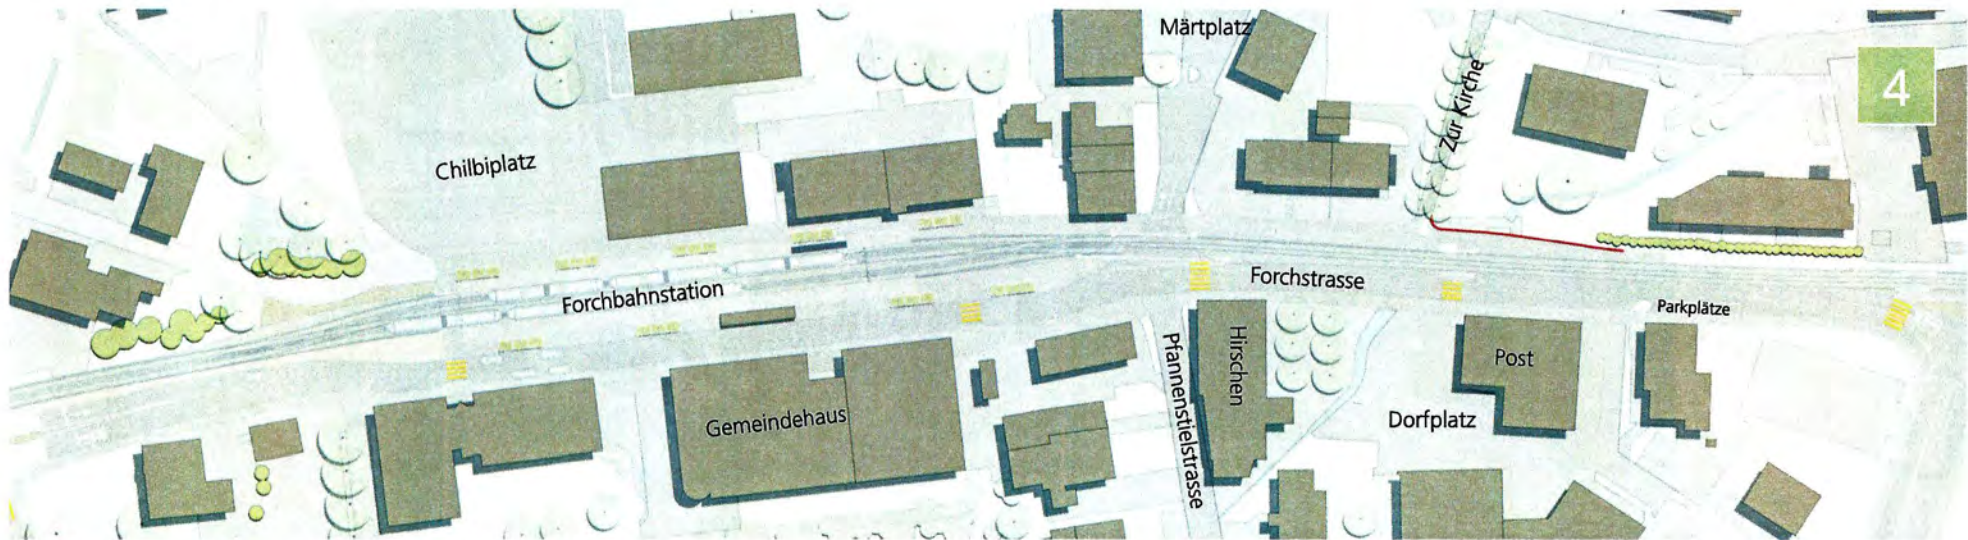 Märtplatz
4
Zur Kirche
Chilbiplatz
Forchbahnstation
Forchstrasse
Parkplätze
Hirschen
Post
Pfannenstielstrasse
Gemeindehaus
Dorfplatz